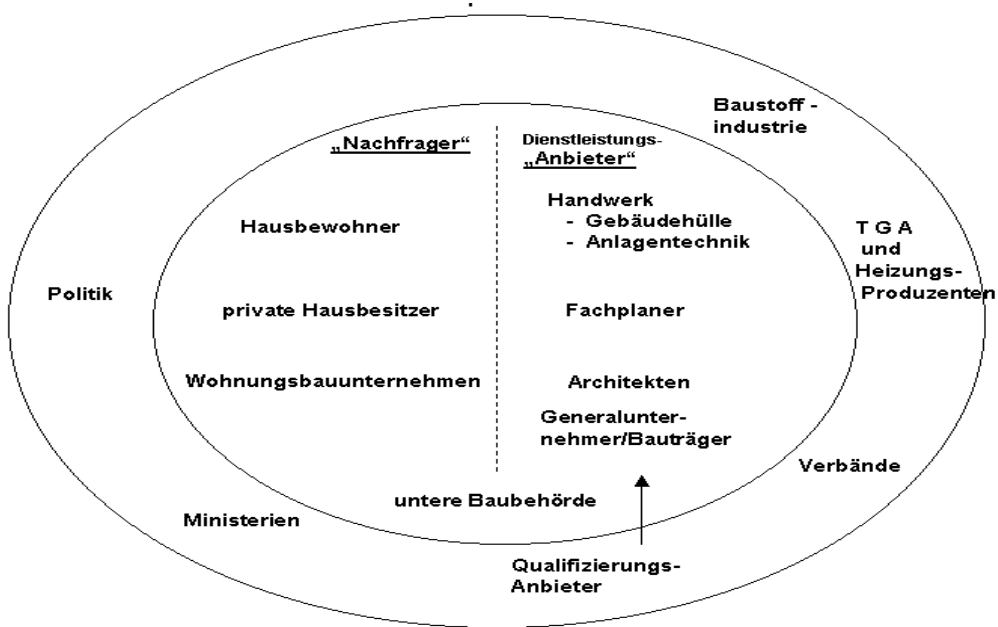 Baustoff -
industrie
„Nachfrager“
Dienstleistungs-
„Anbieter“
Handwerk
- Gebäudehülle
- Anlagentechnik
Hausbewohner
T G A
und
Heizungs-
Produzenten
Politik
private Hausbesitzer
Fachplaner
Wohnungsbauunternehmen
Architekten
Generalunter-
nehmer/Bauträger
Verbände
untere Baubehörde
Ministerien
Qualifizierungs-
Anbieter